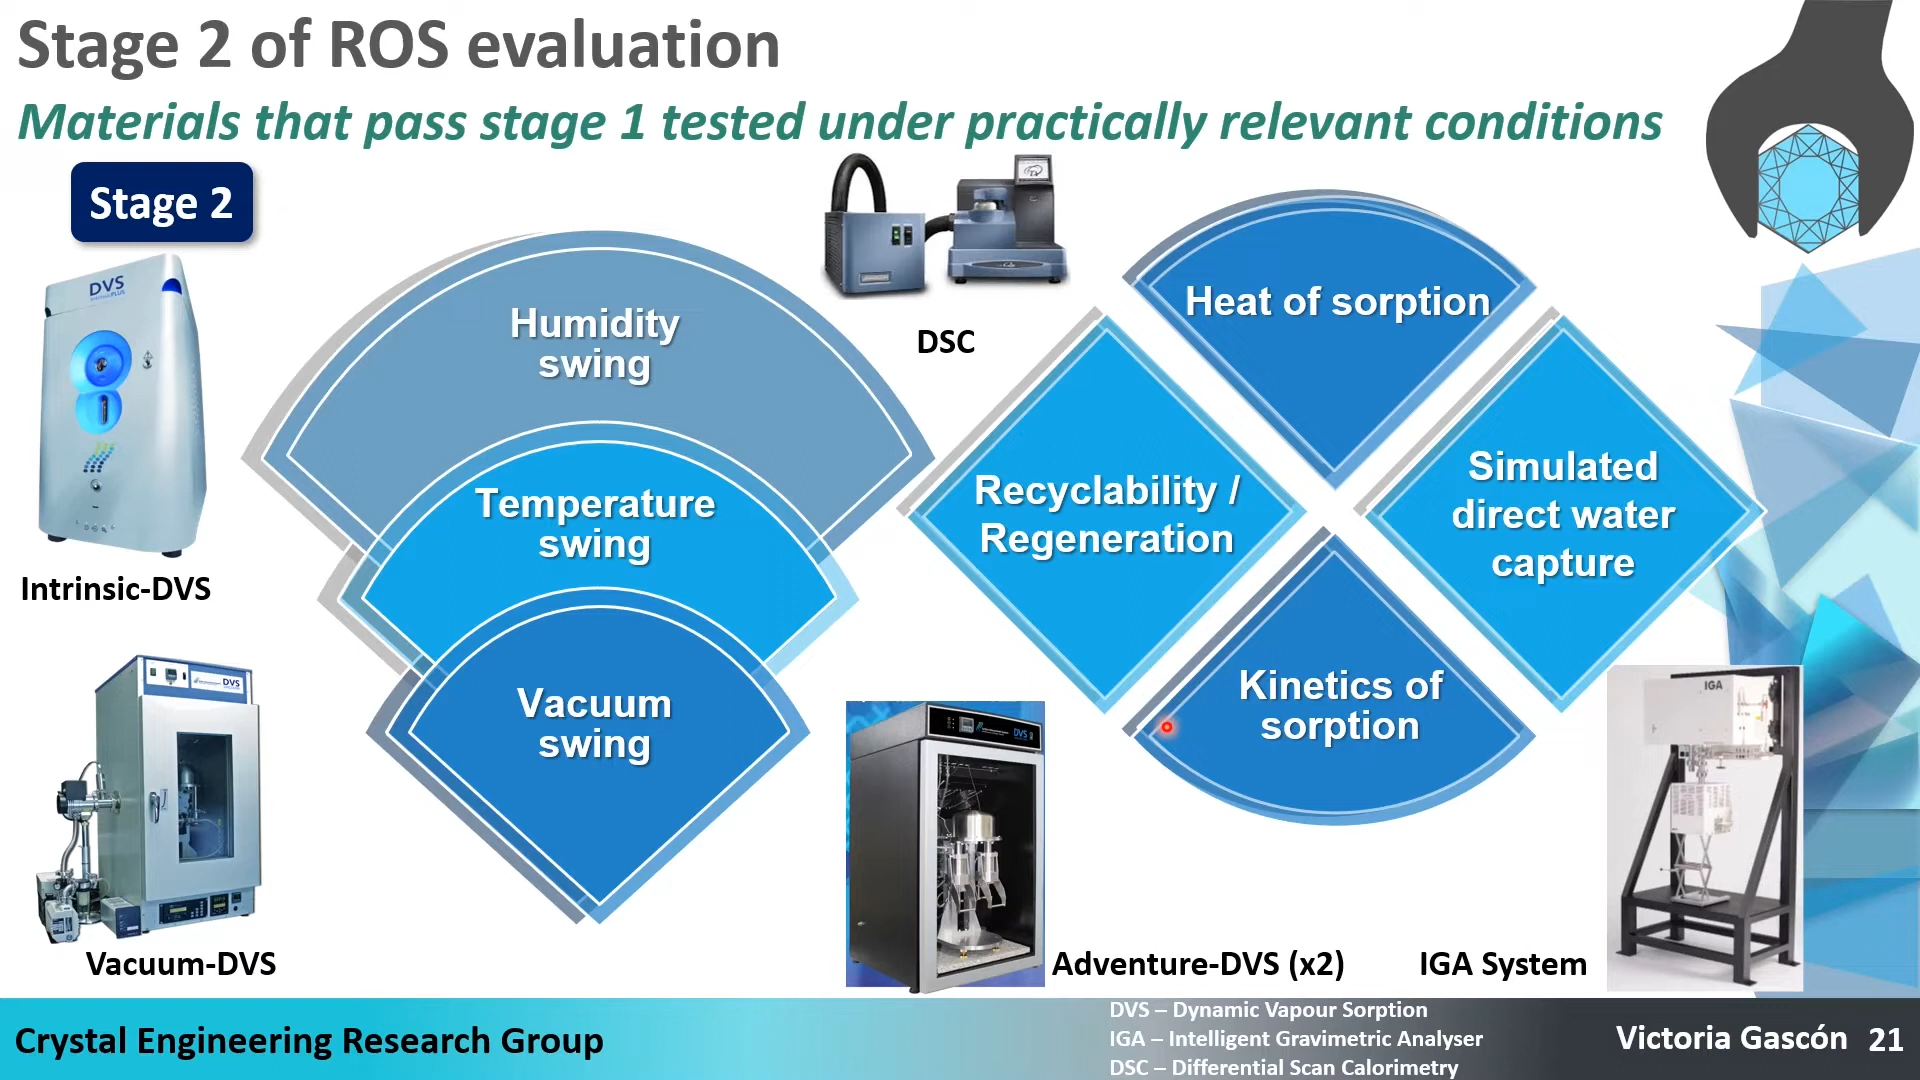 Stage 2 of ROS evaluation
Materials that pass stage 1 tested under practically relevant conditions
Stage 2
DVS
Intrinsic-DVS
DVS
Vacuum-DVS
Humidity
swing
Temperature
swing
Vacuum
swing
DSC
Heat of sorption
Recyclability /
Regeneration
Simulated
direct water
capture
Kinetics of
sorption
DVS
Adventure-DVS (x2)
IGA System
IGA
Crystal Engineering Research Group
DVS – Dynamic Vapour Sorption
IGA – Intelligent Gravimetric Analyser
DSC – Differential Scan Calorimetry
Victoria Gascón 21